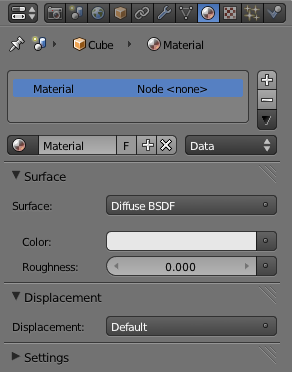 Cube Material
Material Node <none>
Material F Data
Surface
Surface: Diffuse BSDF
Color:
Roughness: 0.000
Displacement
Displacement: Default
Settings